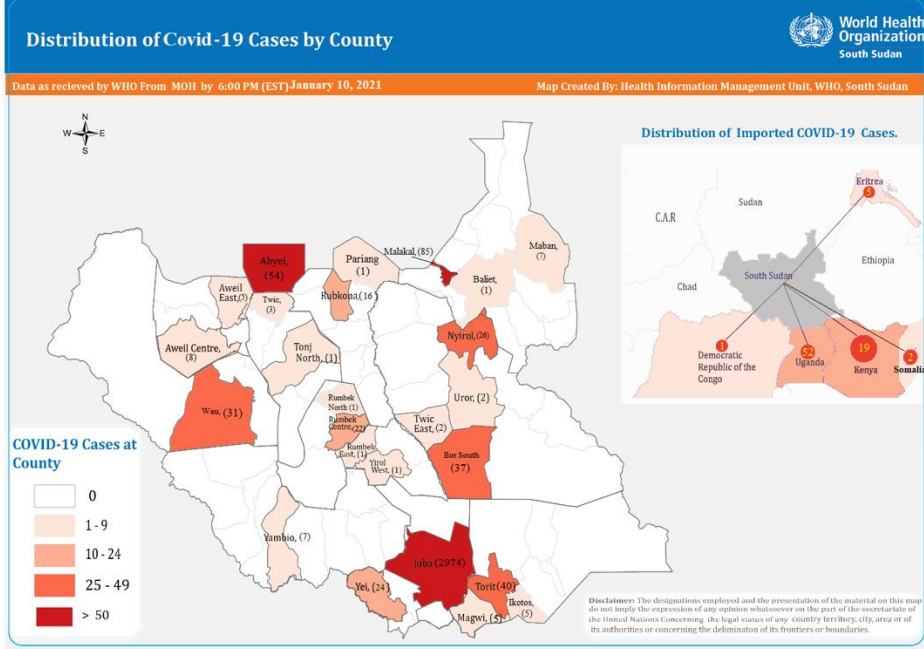 Distribution of Covid-19 Cases by County
World Health
Organization
South Sudan
Data as recieved by WHO From MOH by 6:00 PM (EST) January 10, 2021
Map Created By: Health Information Management Unit, WHO, South Sudan
N
W E
S
Distribution of Imported COVID-19 Cases.
Eritrea
5
Sudan
C.A.R
Ethiopia
South Sudan
Chad
1
52
19
2
Democratic
Republic of the
Congo
Uganda
Kenya
Somalia
Maban,
(7)
Malakal,(85)
Abyei,
(54)
Pariang
(1)
Baliet,
(1)
Aweil
East,(5)
Twic,
(3)
Rubkona,(16)
Nyirol,(26)
Aweil Centre,
(8)
Tonj
North,(1)
Uror,(2)
Wau,(31)
Rumbek
North (1)
Rumbek
Centre,(22)
Rumbek
East,(1)
Yirol
West,(1)
Twic
East,(2)
Bor South
(37)
Yambio,(7)
Juba (2974)
Yei,(24)
Torit(40)
Ikotos,
(5)
Magwi,(5)
COVID-19 Cases at
County
0
1-9
10-24
25 - 49
> 50
Disclaimer: The designations employed and the presentation of the material on this map
do not imply the expression of any opinion whatsoever on the part of the secretariate of
the United Nations Concerning the legal status of any country territory, city, area or of
its authorities or concerning the deliminaton of its frontiers or boundaries.